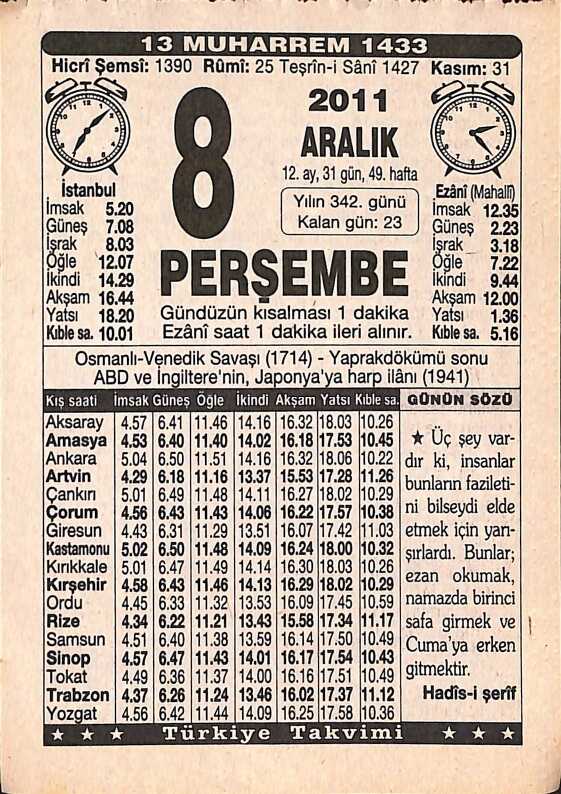 13 MUHARREM 1433
Hicrî Şemsî: 1390 Rûmî: 25 Teşrîn-i Sânî 1427 Kasım: 31
8
2011
ARALIK
12. ay, 31 gün, 49. hafta
Yılın 342. günü
Kalan gün: 23
PERŞEMBE
Gündüzün kısalması 1 dakika
Ezânî saat 1 dakika ileri alınır.
İstanbul
İmsak 5.20
Güneş 7.08
İşrak 8.03
Öğle 12.07
İkindi 14.29
Akşam 16.44
Yatsı 18.20
Kıble sa. 10.01
Ezânî (Mahallî)
İmsak 12.35
Güneş 2.23
İşrak 3.18
Öğle 7.22
İkindi 9.44
Akşam 12.00
Yatsı 1.36
Kıble sa. 5.16
Osmanlı-Venedik Savaşı (1714) - Yaprakdökümü sonu
ABD ve İngiltere'nin, Japonya'ya harp ilânı (1941)
Kış saati İmsak Güneş Öğle İkindi Akşam Yatsı Kıble sa.
Aksaray 4.57 6.41 11.46 14.16 16.32 18.03 10.26
Amasya 4.53 6.40 11.40 14.02 16.18 17.53 10.45
Ankara 5.04 6.50 11.51 14.16 16.32 18.06 10.22
Artvin 4.29 6.18 11.16 13.37 15.53 17.28 11.26
Çankırı 5.01 6.49 11.48 14.11 16.27 18.02 10.29
Çorum 4.56 6.43 11.43 14.06 16.22 17.57 10.38
Giresun 4.43 6.31 11.29 13.51 16.07 17.42 11.03
Kastamonu 5.02 6.50 11.48 14.09 16.24 18.00 10.32
Kırıkkale 5.01 6.47 11.49 14.14 16.30 18.03 10.26
Kırşehir 4.58 6.43 11.46 14.13 16.29 18.02 10.29
Ordu 4.45 6.33 11.32 13.53 16.09 17.45 10.59
Rize 4.34 6.22 11.21 13.43 15.58 17.34 11.17
Samsun 4.51 6.40 11.38 13.59 16.14 17.50 10.49
Sinop 4.57 6.47 11.43 14.01 16.17 17.54 10.43
Tokat 4.49 6.36 11.37 14.00 16.16 17.51 10.49
Trabzon 4.37 6.26 11.24 13.46 16.02 17.37 11.12
Yozgat 4.56 6.42 11.44 14.09 16.25 17.58 10.36
GÜNÜN SÖZÜ
★ Üç şey var-
dır ki, insanlar
bunların fazileti-
ni bilseydi elde
etmek için yarı-
şırlardı. Bunlar;
ezan okumak,
namazda birinci
safa girmek ve
Cuma'ya erken
gitmektir.
Hadîs-i şerîf
★ ★ ★ Türkiye Takvimi ★ ★ ★